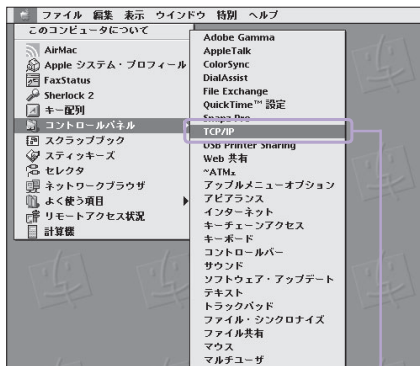 ファイル 編集 表示 ウインドウ 特別 ヘルプ
このコンピュータについて
AirMac
Apple システム・プロフィール
FaxStatus
Sherlock 2
キー配列
コントロールパネル
スクラップブック
スティッキーズ
セレクタ
ネットワークブラウザ
よく使う項目
リモートアクセス状況
計算機
Adobe Gamma
AppleTalk
ColorSync
DialAssist
File Exchange
QuickTime™ 設定
Snapz Pro
TCP/IP
USB Printer Sharing
Web 共有
~ATM
アップルメニューオプション
アピアランス
インターネット
キーチェーンアクセス
キーボード
コントロールバー
サウンド
ソフトウェア・アップデート
テキスト
トラックパッド
ファイル・シンクロナイズ
ファイル共有
マウス
マルチユーザ